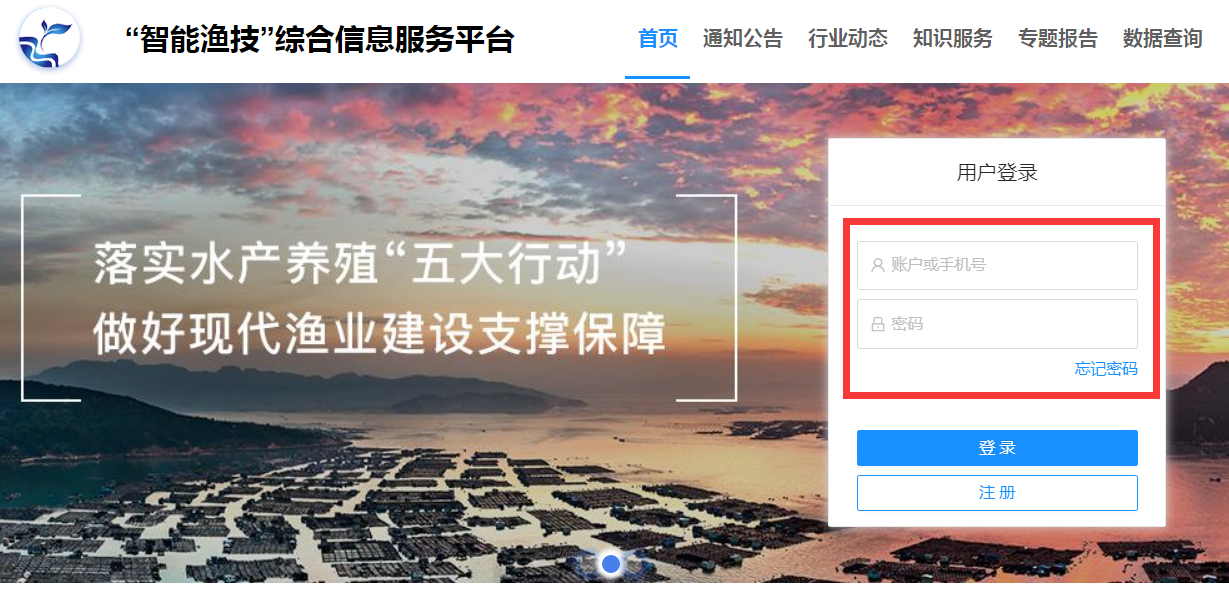 “智能渔技”综合信息服务平台
首页 通知公告 行业动态 知识服务 专题报告 数据查询
落实水产养殖“五大行动”
做好现代渔业建设支撑保障
用户登录
账户或手机号
密码
忘记密码
登 录
注 册